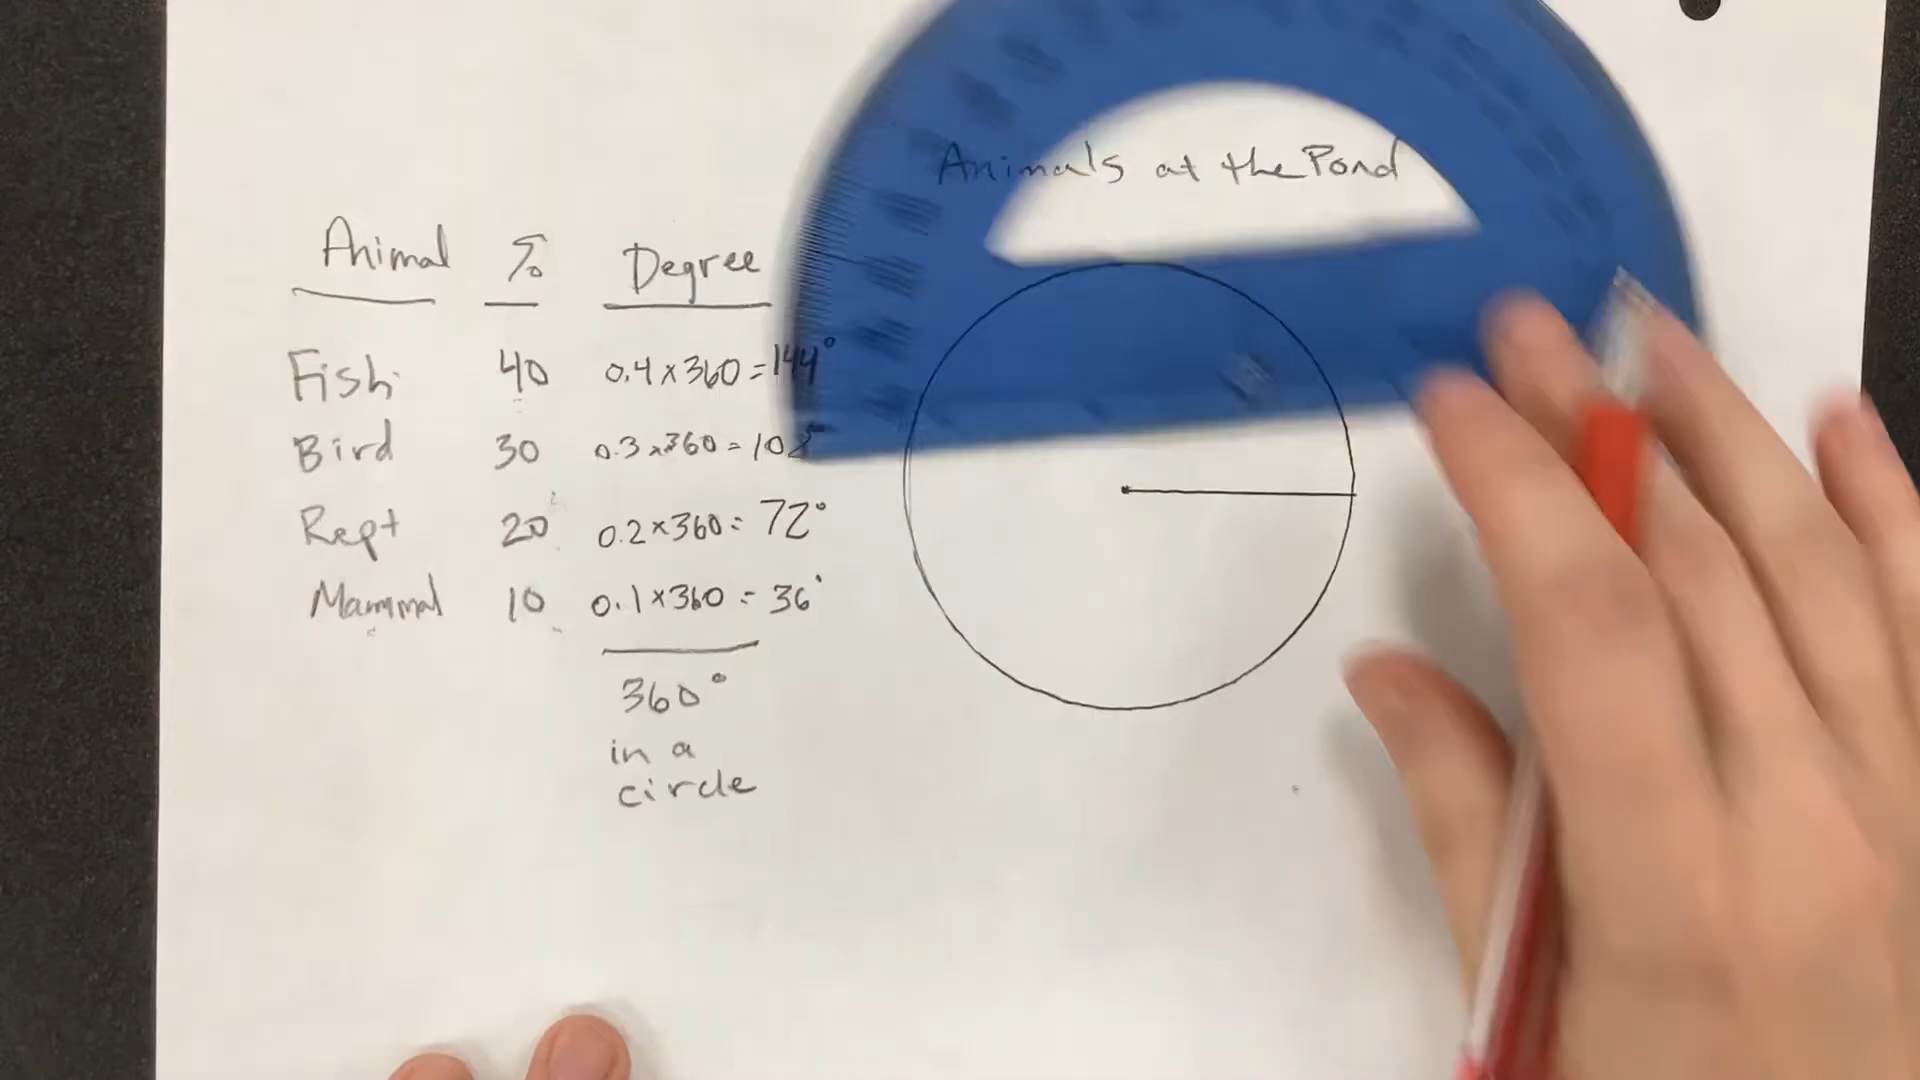 Animals at the Pond
Animal % Degree
Fish 40 0.4 x 360 = 144°
Bird 30 0.3 x 360 = 108°
Rept 20 0.2 x 360 = 72°
Mammal 10 0.1 x 360 = 36°
360°
in a
circle